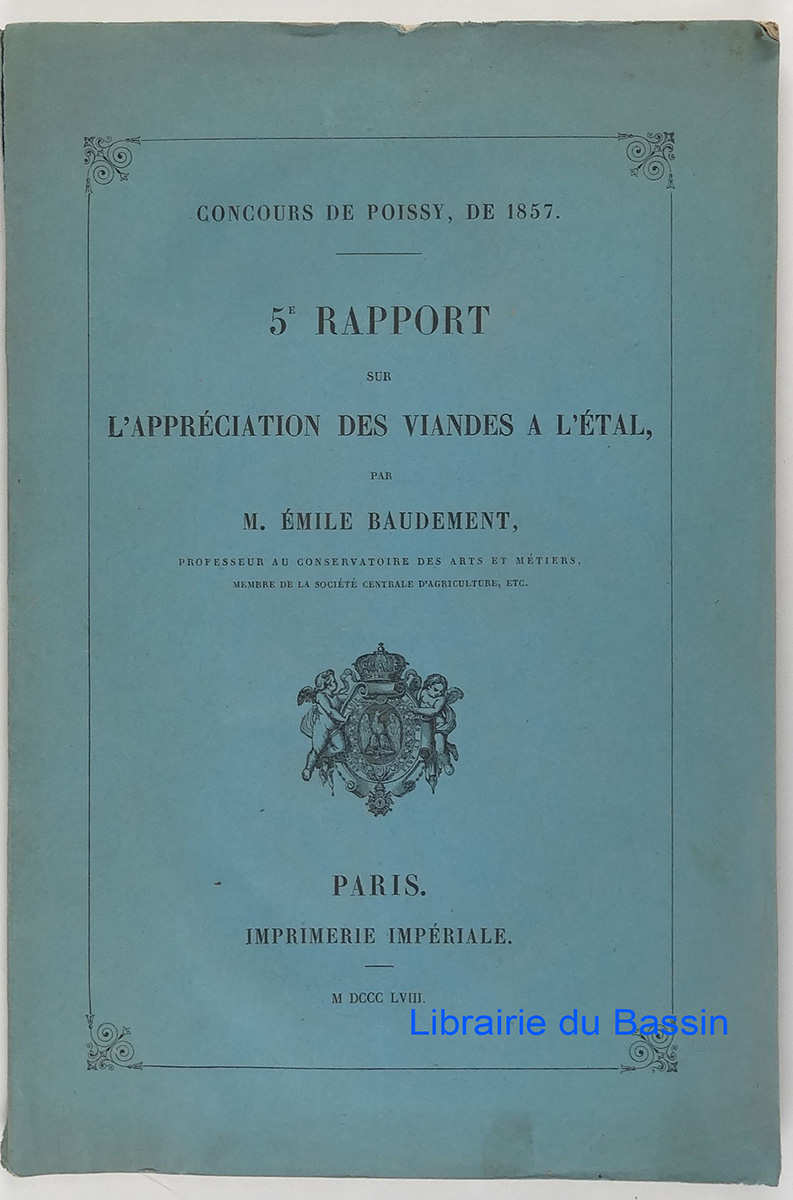 CONCOURS DE POISSY, DE 1857.
5E RAPPORT
SUR
L'APPRÉCIATION DES VIANDES A L'ÉTAL,
PAR
M. ÉMILE BAUDEMENT,
PROFESSEUR AU CONSERVATOIRE DES ARTS ET MÉTIERS,
MEMBRE DE LA SOCIÉTÉ CENTRALE D'AGRICULTURE, ETC.
PARIS.
IMPRIMERIE IMPÉRIALE.
M DCCC LVIII.
Librairie du Bassin